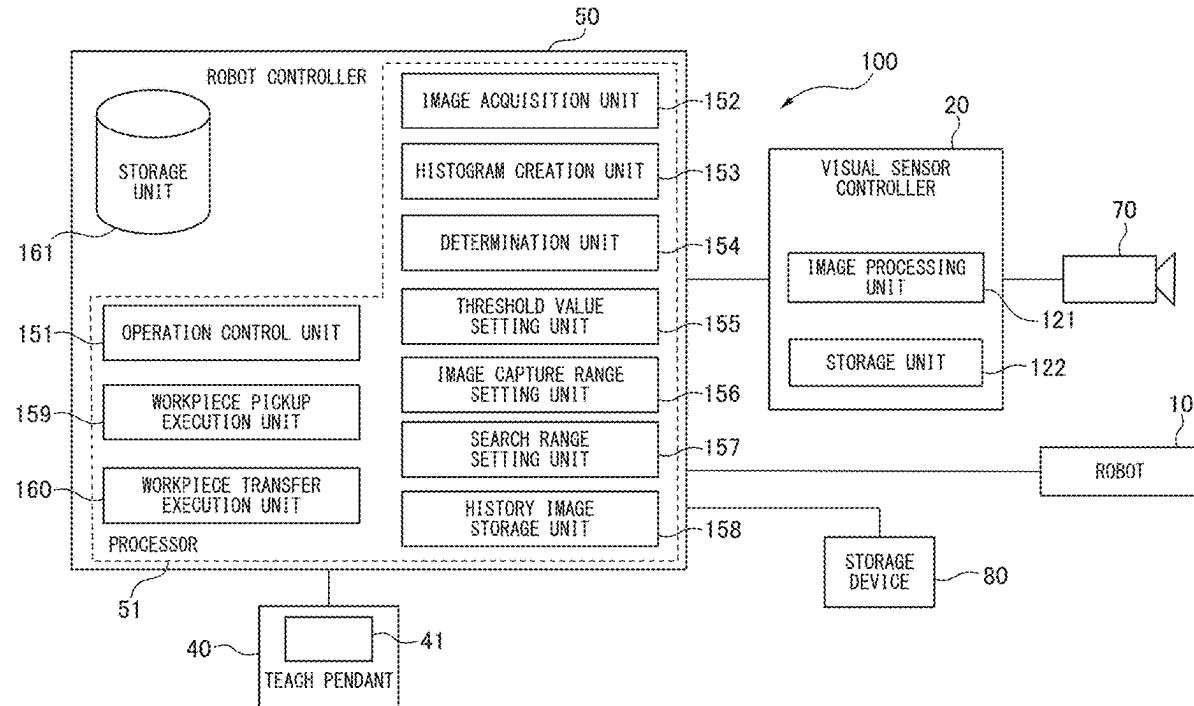 50
ROBOT CONTROLLER
100
IMAGE ACQUISITION UNIT
152
20
STORAGE
UNIT
161
HISTOGRAM CREATION UNIT
153
VISUAL SENSOR
CONTROLLER
DETERMINATION UNIT
154
70
IMAGE PROCESSING
UNIT
121
151
OPERATION CONTROL UNIT
THRESHOLD VALUE
SETTING UNIT
155
STORAGE UNIT
122
159
WORKPIECE PICKUP
EXECUTION UNIT
IMAGE CAPTURE RANGE
SETTING UNIT
156
10
SEARCH RANGE
SETTING UNIT
157
ROBOT
160
WORKPIECE TRANSFER
EXECUTION UNIT
HISTORY IMAGE
STORAGE UNIT
158
PROCESSOR
51
STORAGE
DEVICE
80
40
41
TEACH PENDANT